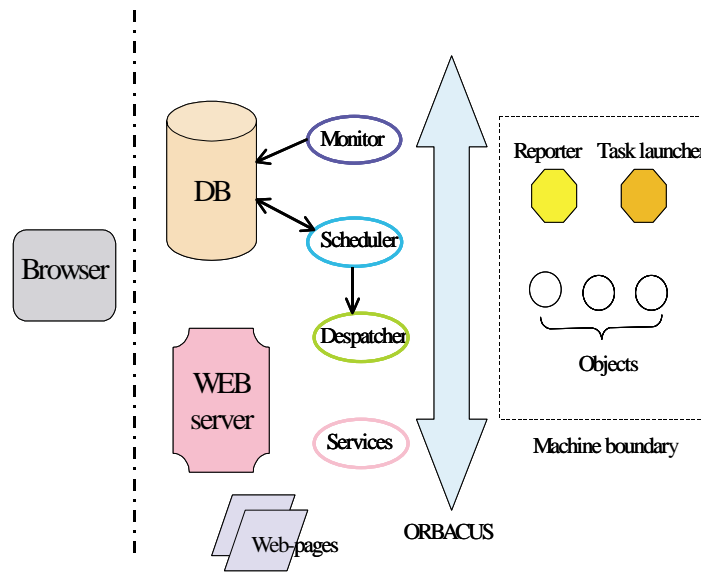 Monitor
Reporter
Task launcher
DB
Scheduler
Browser
Despatcher
Objects
WEB
server
Services
Machine boundary
ORBACUS
Web-pages